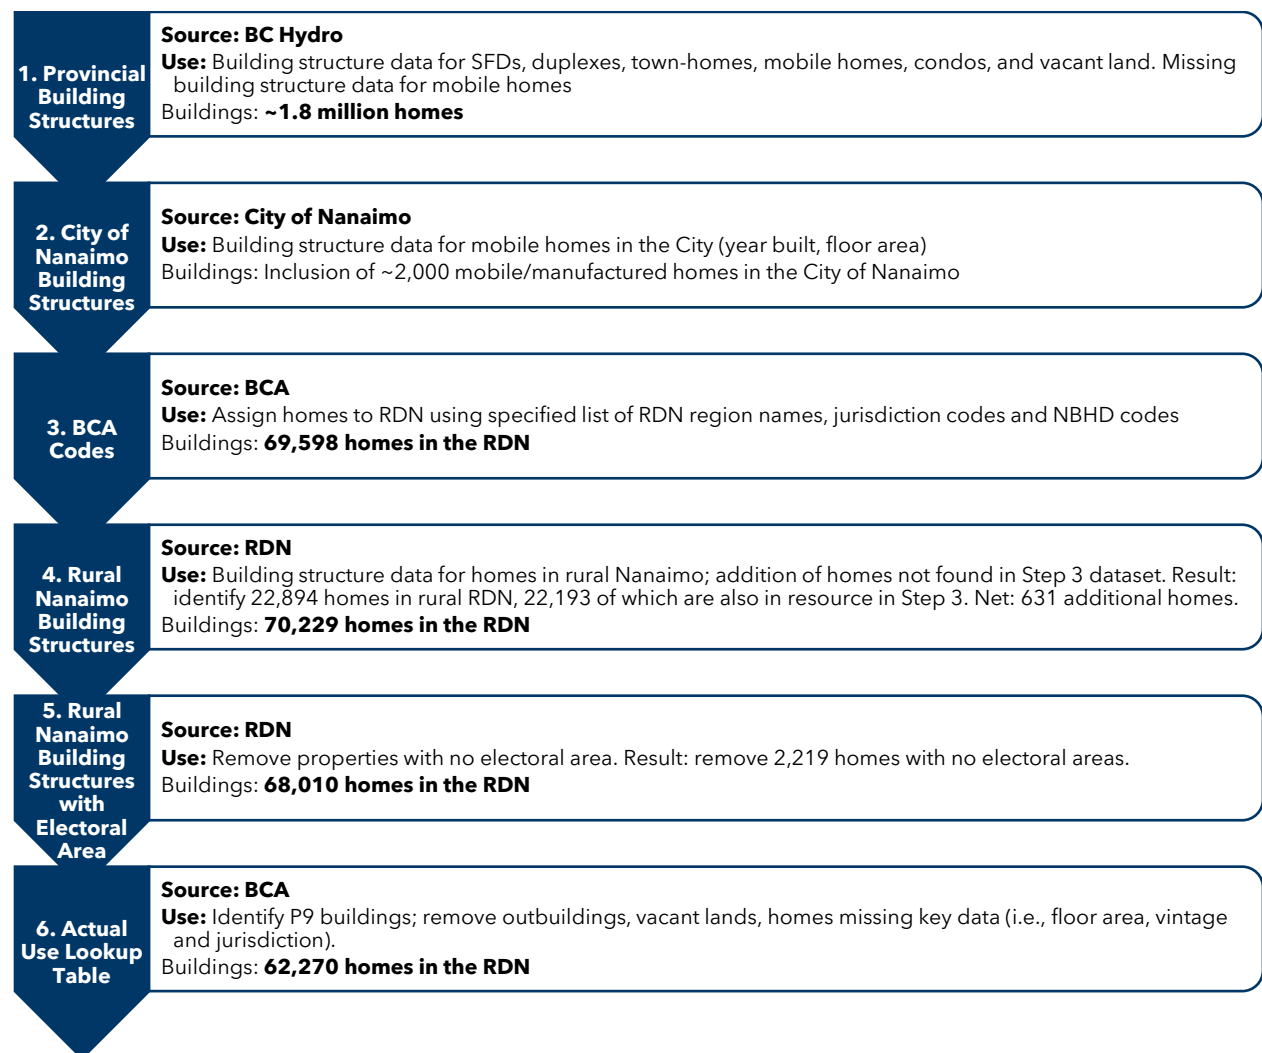 1. Provincial
Building
Structures
Source: BC Hydro
Use: Building structure data for SFDs, duplexes, town-homes, mobile homes, condos, and vacant land. Missing
building structure data for mobile homes
Buildings: ~1.8 million homes
2. City of
Nanaimo
Building
Structures
Source: City of Nanaimo
Use: Building structure data for mobile homes in the City (year built, floor area)
Buildings: Inclusion of ~2,000 mobile/manufactured homes in the City of Nanaimo
3. BCA
Codes
Source: BCA
Use: Assign homes to RDN using specified list of RDN region names, jurisdiction codes and NBHD codes
Buildings: 69,598 homes in the RDN
4. Rural
Nanaimo
Building
Structures
Source: RDN
Use: Building structure data for homes in rural Nanaimo; addition of homes not found in Step 3 dataset. Result:
identify 22,894 homes in rural RDN, 22,193 of which are also in resource in Step 3. Net: 631 additional homes.
Buildings: 70,229 homes in the RDN
5. Rural
Nanaimo
Building
Structures
with
Electoral
Area
Source: RDN
Use: Remove properties with no electoral area. Result: remove 2,219 homes with no electoral areas.
Buildings: 68,010 homes in the RDN
6. Actual
Use Lookup
Table
Source: BCA
Use: Identify P9 buildings; remove outbuildings, vacant lands, homes missing key data (i.e., floor area, vintage
and jurisdiction).
Buildings: 62,270 homes in the RDN